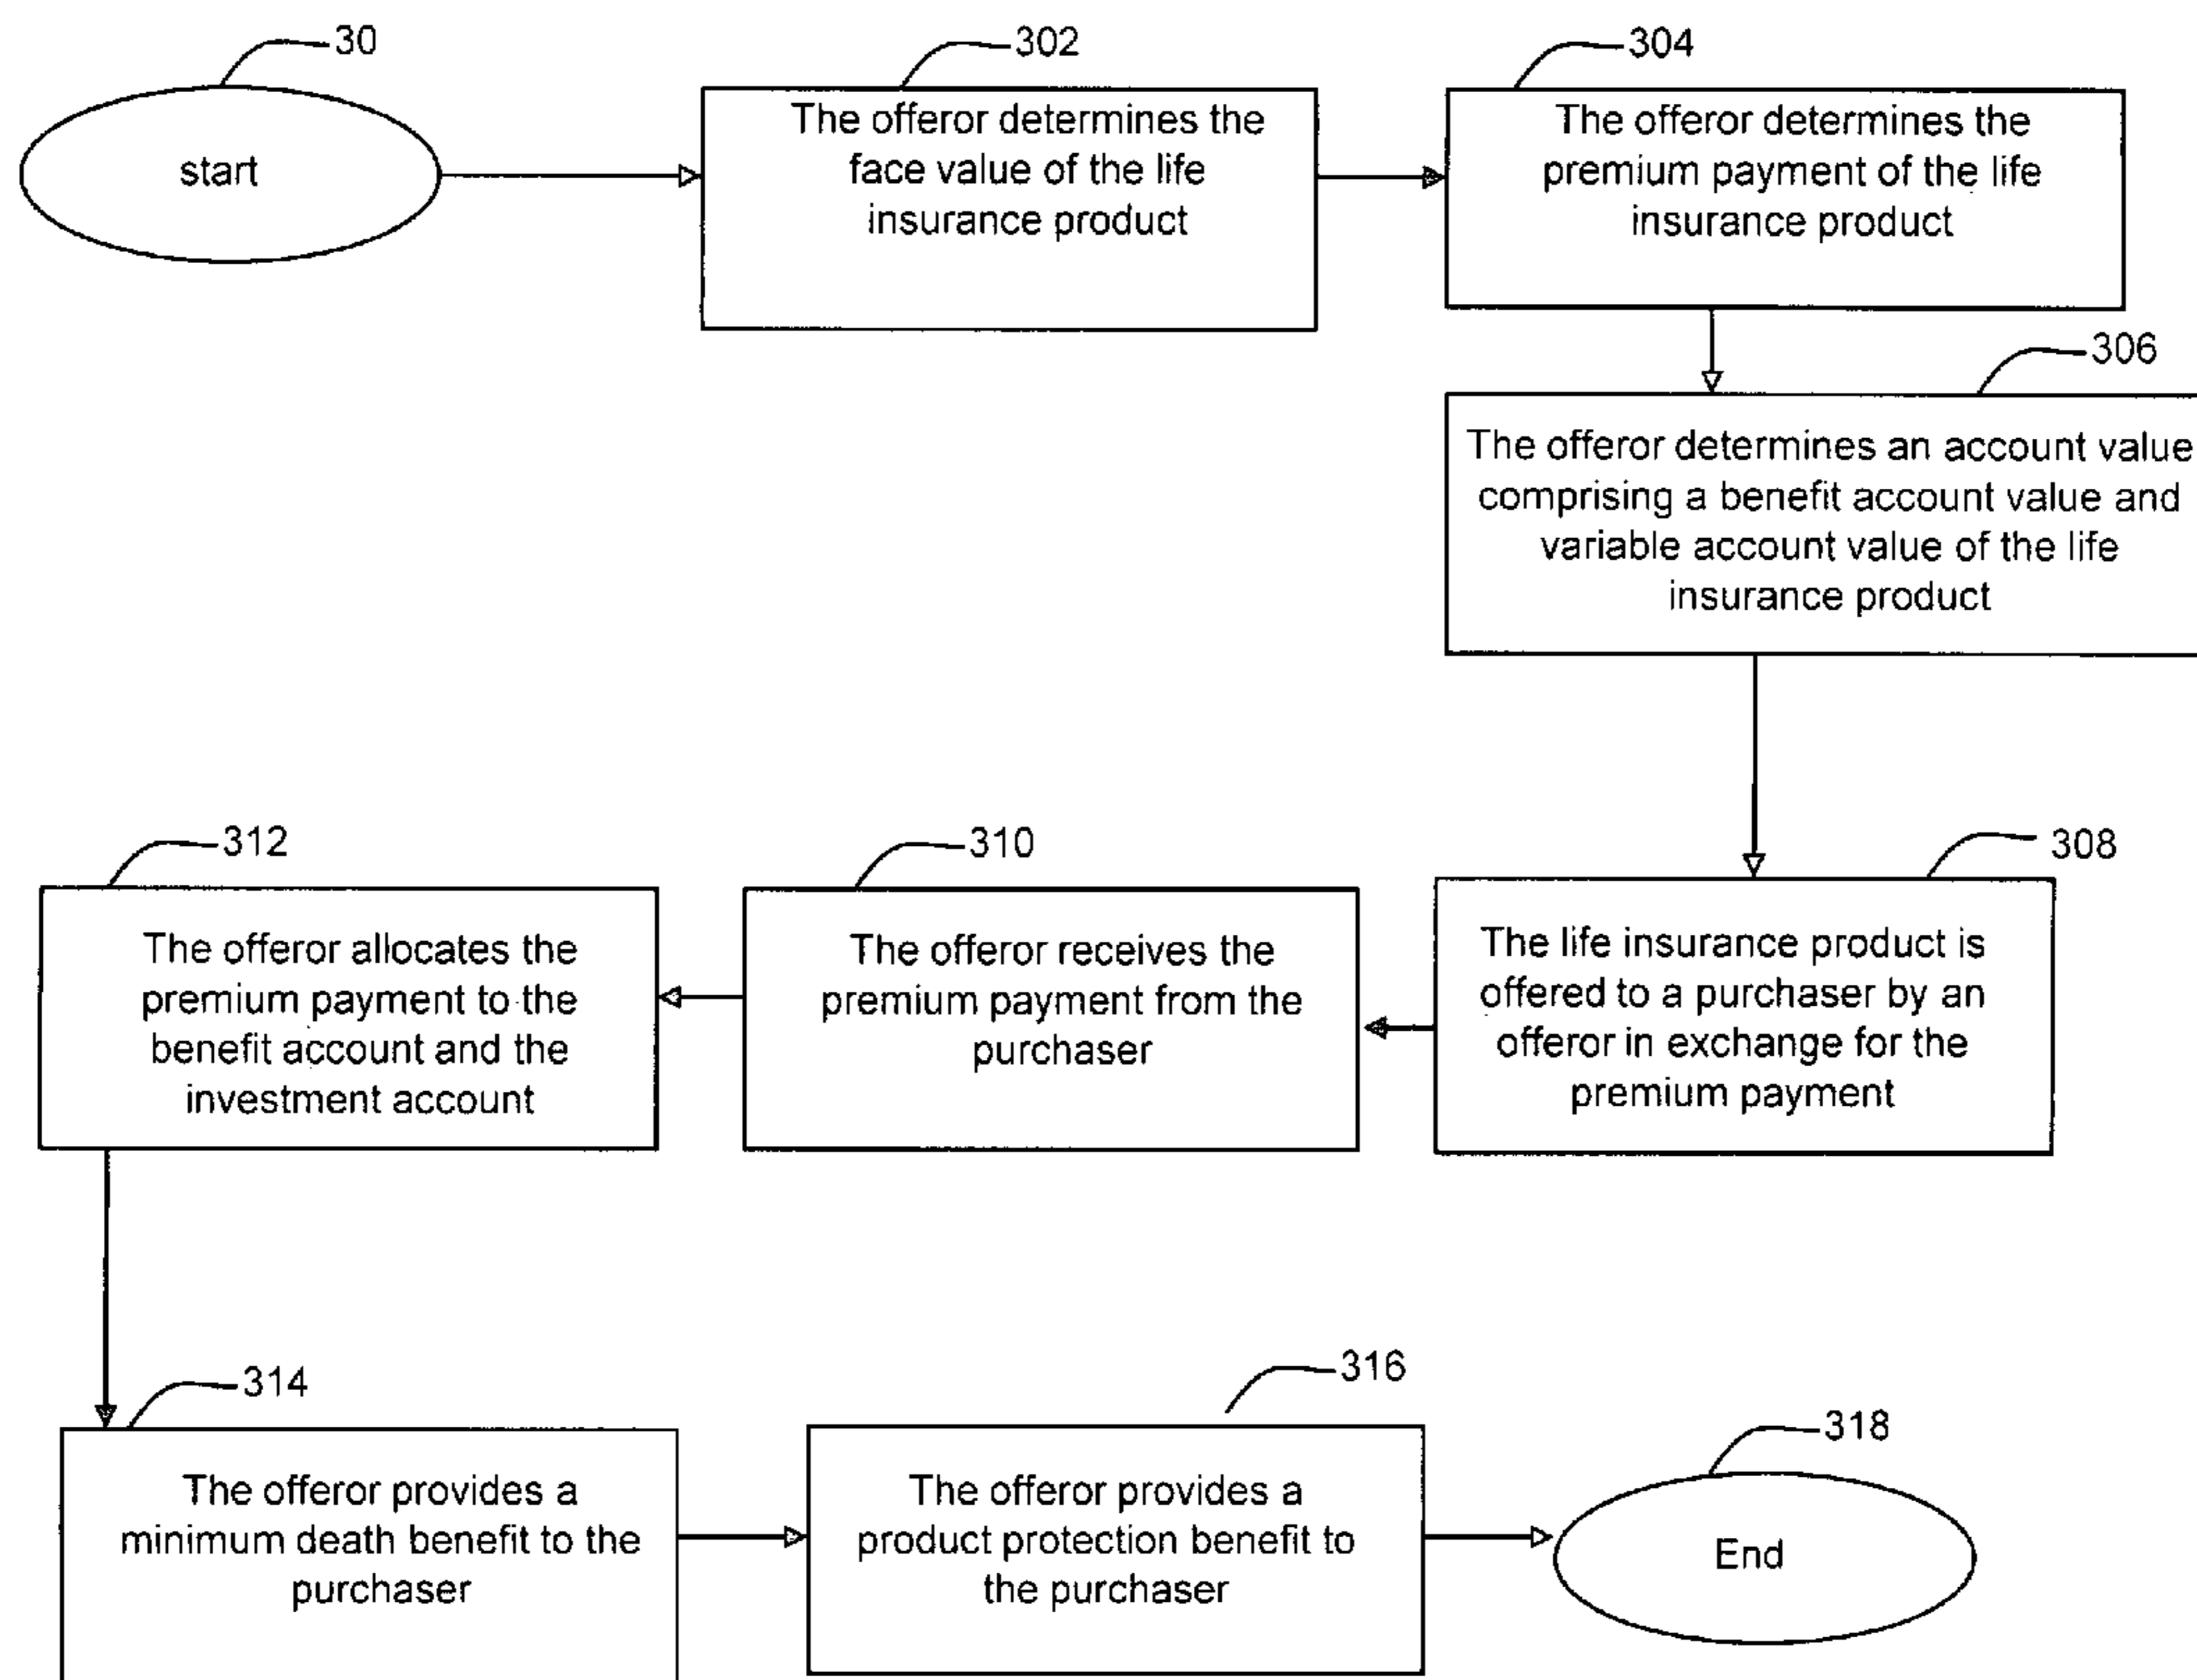 30
start
302
The offeror determines the
face value of the life
insurance product
304
The offeror determines the
premium payment of the life
insurance product
306
The offeror determines an account value
comprising a benefit account value and
variable account value of the life
insurance product
308
The life insurance product is
offered to a purchaser by an
offeror in exchange for the
premium payment
310
The offeror receives the
premium payment from the
purchaser
312
The offeror allocates the
premium payment to the
benefit account and the
investment account
314
The offeror provides a
minimum death benefit to the
purchaser
316
The offeror provides a
product protection benefit to
the purchaser
318
End